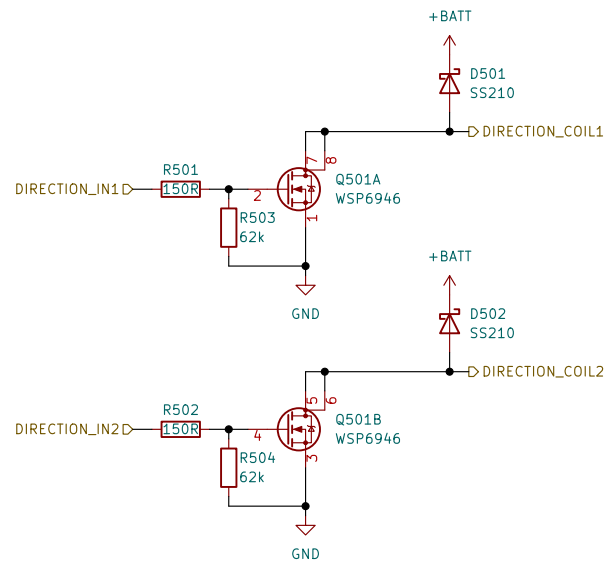 +BATT
D501
SS210
DIRECTION_COIL1
7
8
R501
Q501A
DIRECTION_IN1
150R
2
WSP6946
R503
1
62k
+BATT
GND
D502
SS210
DIRECTION_COIL2
5
6
R502
Q501B
DIRECTION_IN2
150R
4
WSP6946
R504
3
62k
GND